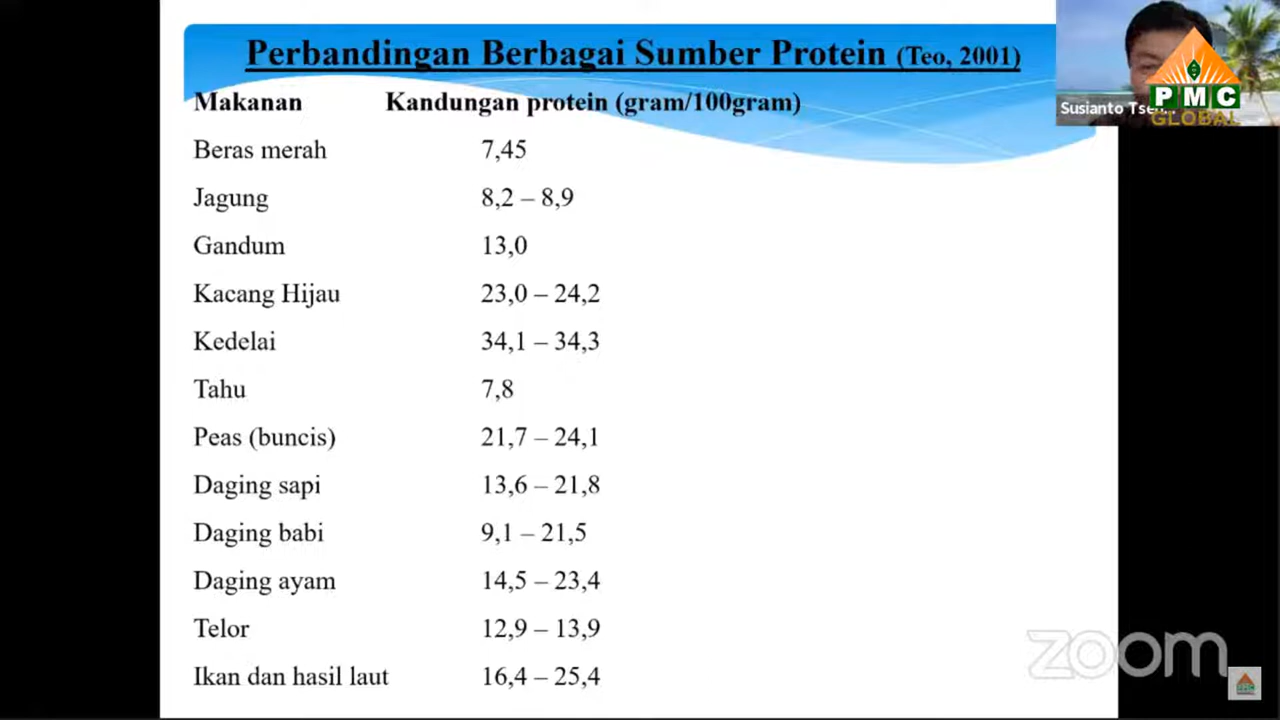 Perbandingan Berbagai Sumber Protein (Teo, 2001)
Makanan Kandungan protein (gram/100gram)
Beras merah 7,45
Jagung 8,2 – 8,9
Gandum 13,0
Kacang Hijau 23,0 – 24,2
Kedelai 34,1 – 34,3
Tahu 7,8
Peas (buncis) 21,7 – 24,1
Daging sapi 13,6 – 21,8
Daging babi 9,1 – 21,5
Daging ayam 14,5 – 23,4
Telor 12,9 – 13,9
Ikan dan hasil laut 16,4 – 25,4
Susianto
PMC
GLOBAL
zoom